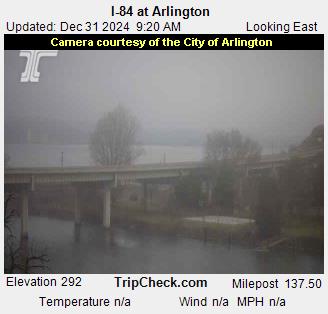 I-84 at Arlington
Updated: Dec 31 2024 9:20 AM Looking East
Camera courtesy of the City of Arlington
Elevation 292 TripCheck.com Milepost 137.50
Temperature n/a Wind n/a MPH n/a